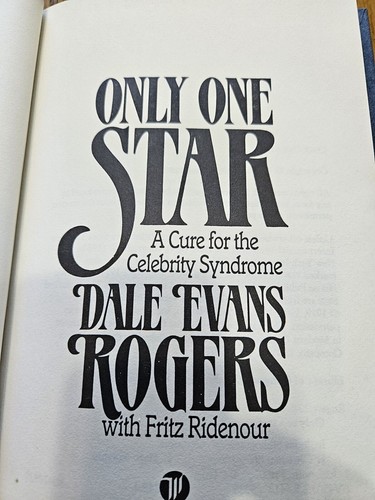 ONLY ONE
STAR
A Cure for the
Celebrity Syndrome
DALE EVANS
ROGERS
with Fritz Ridenour